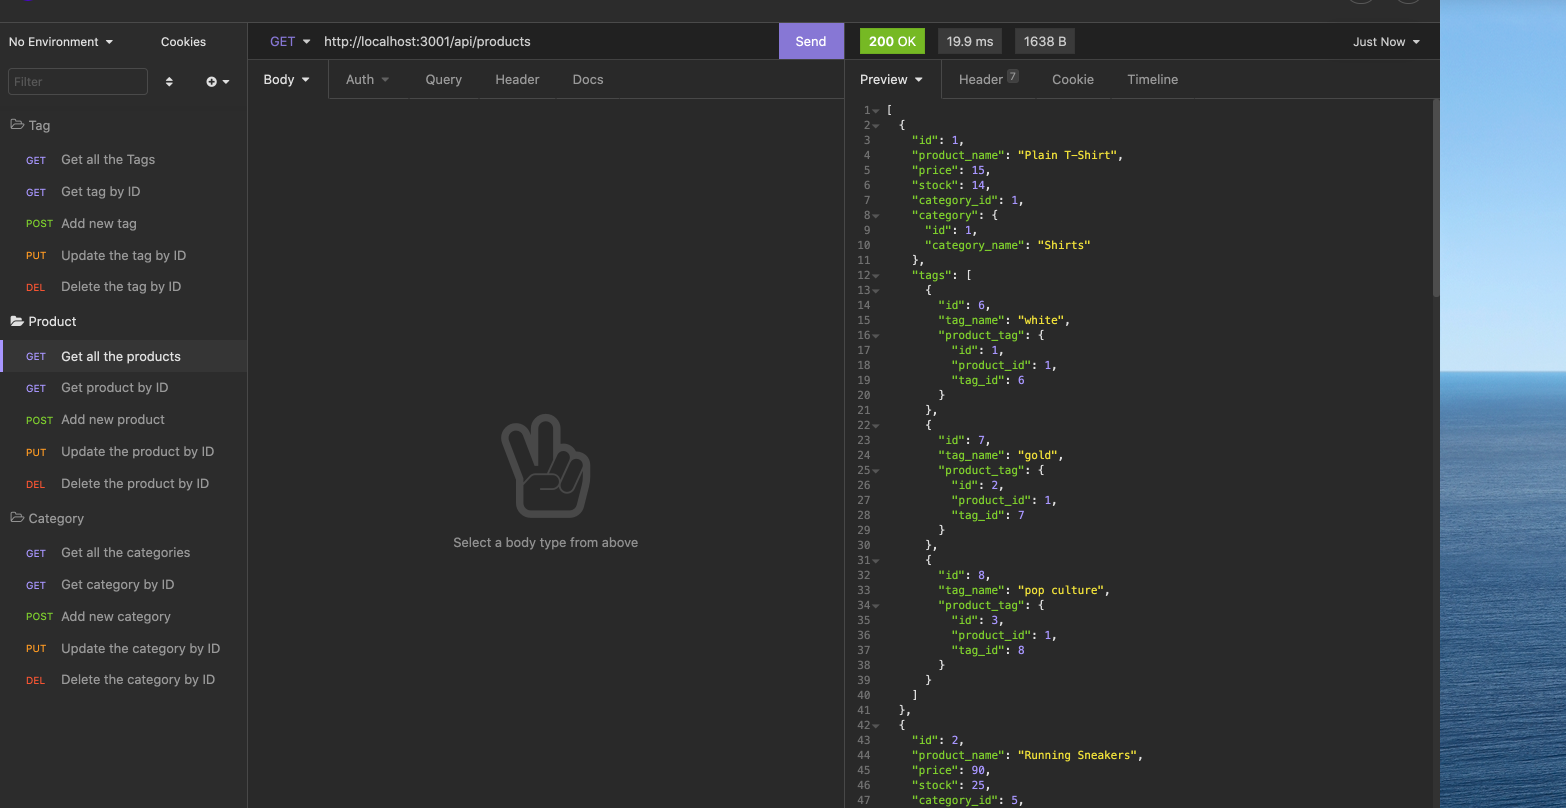 No Environment
Cookies
Filter
Tag
GET Get all the Tags
GET Get tag by ID
POST Add new tag
PUT Update the tag by ID
DEL Delete the tag by ID
Product
GET Get all the products
GET Get product by ID
POST Add new product
PUT Update the product by ID
DEL Delete the product by ID
Category
GET Get all the categories
GET Get category by ID
POST Add new category
PUT Update the category by ID
DEL Delete the category by ID
GET http://localhost:3001/api/products Send
Body Auth Query Header Docs
Select a body type from above
200 OK 19.9 ms 1638 B Just Now
Preview Header 7 Cookie Timeline
1 [
2 {
3 "id": 1,
4 "product_name": "Plain T-Shirt",
5 "price": 15,
6 "stock": 14,
7 "category_id": 1,
8 "category": {
9 "id": 1,
10 "category_name": "Shirts"
11 },
12 "tags": [
13 {
14 "id": 6,
15 "tag_name": "white",
16 "product_tag": {
17 "id": 1,
18 "product_id": 1,
19 "tag_id": 6
20 }
21 },
22 {
23 "id": 7,
24 "tag_name": "gold",
25 "product_tag": {
26 "id": 2,
27 "product_id": 1,
28 "tag_id": 7
29 }
30 },
31 {
32 "id": 8,
33 "tag_name": "pop culture",
34 "product_tag": {
35 "id": 3,
36 "product_id": 1,
37 "tag_id": 8
38 }
39 }
40 ]
41 },
42 {
43 "id": 2,
44 "product_name": "Running Sneakers",
45 "price": 90,
46 "stock": 25,
47 "category_id": 5,